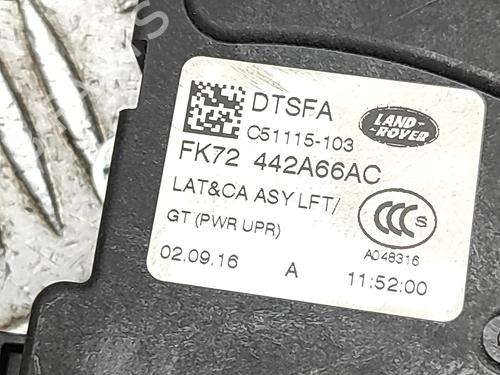 DTSFA
LAND-
ROVER
C51115-103
FK72 442A66AC
LAT&CA ASY LFT/
GT (PWR UPR)
CCC S
A048316
02.09.16 A 11:52:00